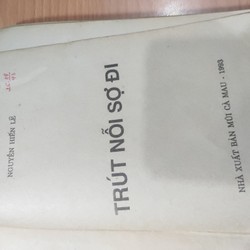 NGUYỄN HIẾN LÊ
TRÚT NỖI SỢ ĐI
NHÀ XUẤT BẢN MŨI CÀ MAU - 1993